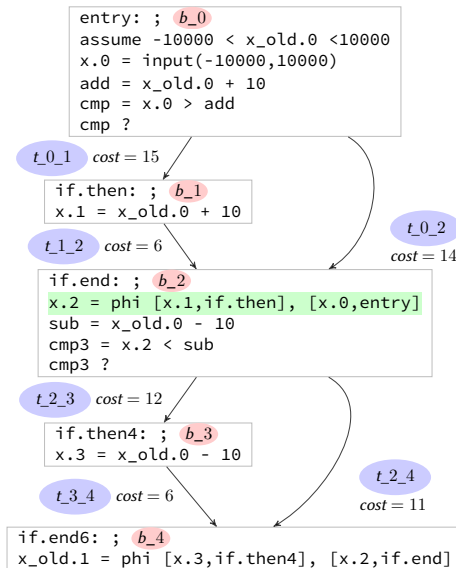 entry: ; b_0
assume -10000 < x_old.0 <10000
x.0 = input(-10000,10000)
add = x_old.0 + 10
cmp = x.0 > add
cmp ?
t_0_1 cost = 15
if.then: ; b_1
x.1 = x_old.0 + 10
t_1_2 cost = 6
t_0_2
cost = 14
if.end: ; b_2
x.2 = phi [x.1,if.then], [x.0,entry]
sub = x_old.0 - 10
cmp3 = x.2 < sub
cmp3 ?
t_2_3 cost = 12
if.then4: ; b_3
x.3 = x_old.0 - 10
t_3_4 cost = 6
t_2_4
cost = 11
if.end6: ; b_4
x_old.1 = phi [x.3,if.then4], [x.2,if.end]